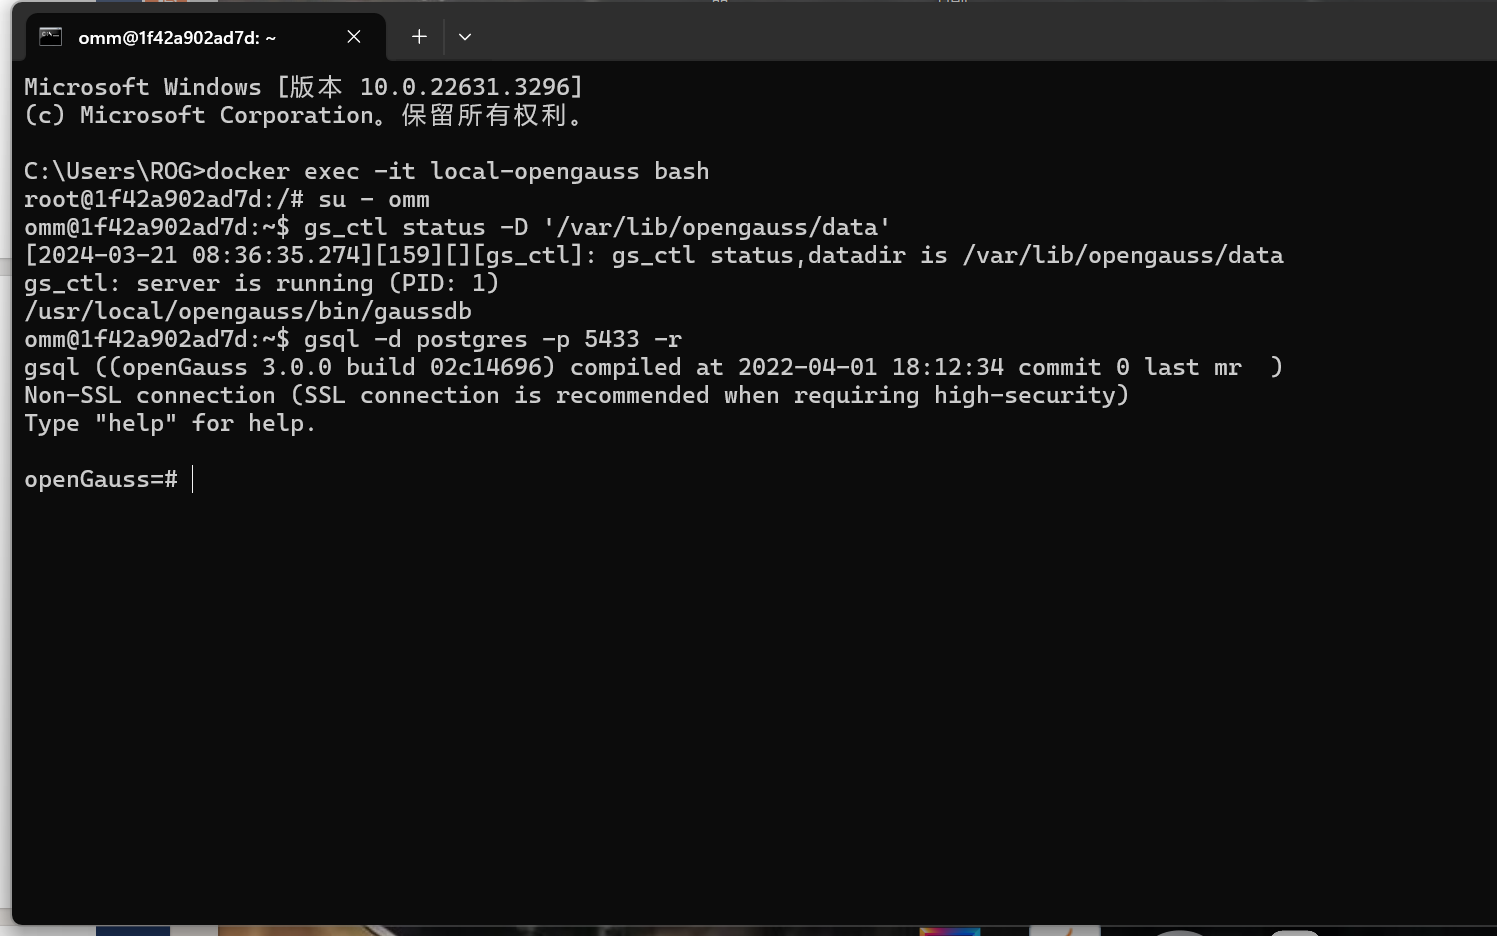 omm@1f42a902ad7d: ~
Microsoft Windows [版本 10.0.22631.3296]
(c) Microsoft Corporation。保留所有权利。
C:\Users\ROG>docker exec -it local-opengauss bash
root@1f42a902ad7d:/# su - omm
omm@1f42a902ad7d:~$ gs_ctl status -D '/var/lib/opengauss/data'
[2024-03-21 08:36:35.274][159][][gs_ctl]: gs_ctl status,datadir is /var/lib/opengauss/data
gs_ctl: server is running (PID: 1)
/usr/local/opengauss/bin/gaussdb
omm@1f42a902ad7d:~$ gsql -d postgres -p 5433 -r
gsql ((openGauss 3.0.0 build 02c14696) compiled at 2022-04-01 18:12:34 commit 0 last mr  )
Non-SSL connection (SSL connection is recommended when requiring high-security)
Type "help" for help.
openGauss=#